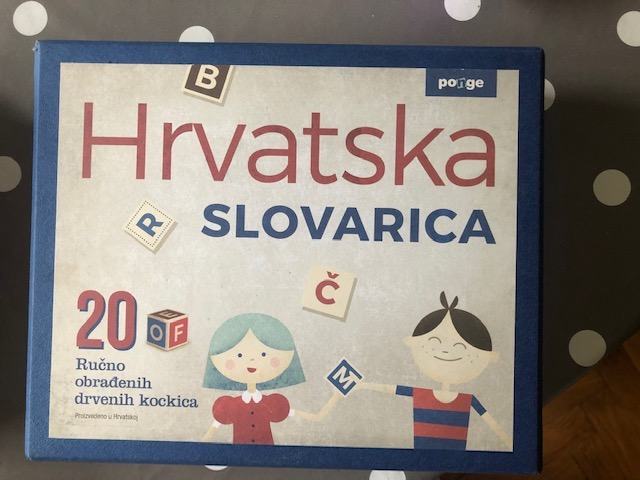 B
ponge
Hrvatska
R
SLOVARICA
Č
20
E
O F
Ručno
obrađenih
drvenih kockica
M
Proizvedeno u Hrvatskoj